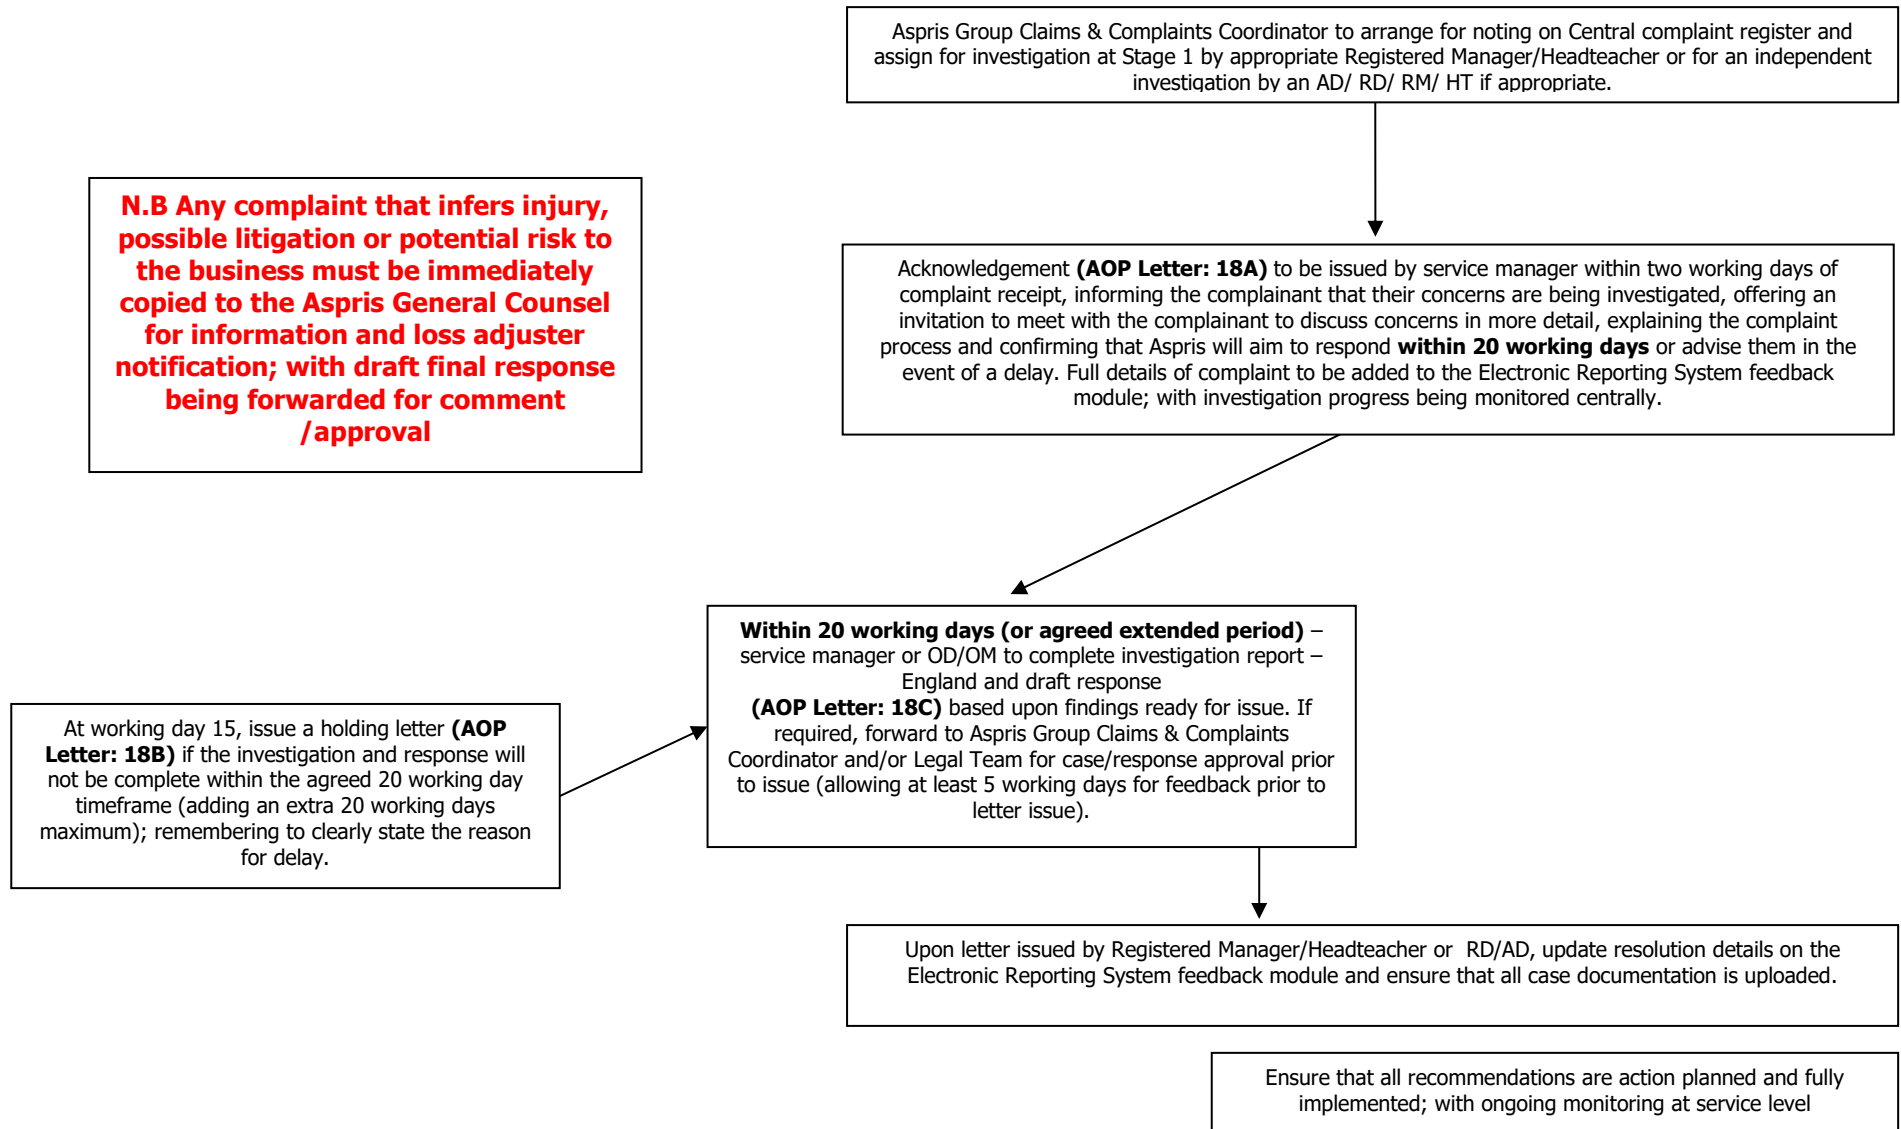 Aspris Group Claims & Complaints Coordinator to arrange for noting on Central complaint register and
assign for investigation at Stage 1 by appropriate Registered Manager/Headteacher or for an independent
investigation by an AD/ RD/ RM/ HT if appropriate.
N.B Any complaint that infers injury,
possible litigation or potential risk to
the business must be immediately
copied to the Aspris General Counsel
for information and loss adjuster
notification; with draft final response
being forwarded for comment
/approval
Acknowledgement (AOP Letter: 18A) to be issued by service manager within two working days of
complaint receipt, informing the complainant that their concerns are being investigated, offering an
invitation to meet with the complainant to discuss concerns in more detail, explaining the complaint
process and confirming that Aspris will aim to respond within 20 working days or advise them in the
event of a delay. Full details of complaint to be added to the Electronic Reporting System feedback
module; with investigation progress being monitored centrally.
Within 20 working days (or agreed extended period) –
service manager or OD/OM to complete investigation report –
England and draft response
(AOP Letter: 18C) based upon findings ready for issue. If
required, forward to Aspris Group Claims & Complaints
Coordinator and/or Legal Team for case/response approval prior
to issue (allowing at least 5 working days for feedback prior to
letter issue).
At working day 15, issue a holding letter (AOP
Letter: 18B) if the investigation and response will
not be complete within the agreed 20 working day
timeframe (adding an extra 20 working days
maximum); remembering to clearly state the reason
for delay.
Upon letter issued by Registered Manager/Headteacher or RD/AD, update resolution details on the
Electronic Reporting System feedback module and ensure that all case documentation is uploaded.
Ensure that all recommendations are action planned and fully
implemented; with ongoing monitoring at service level